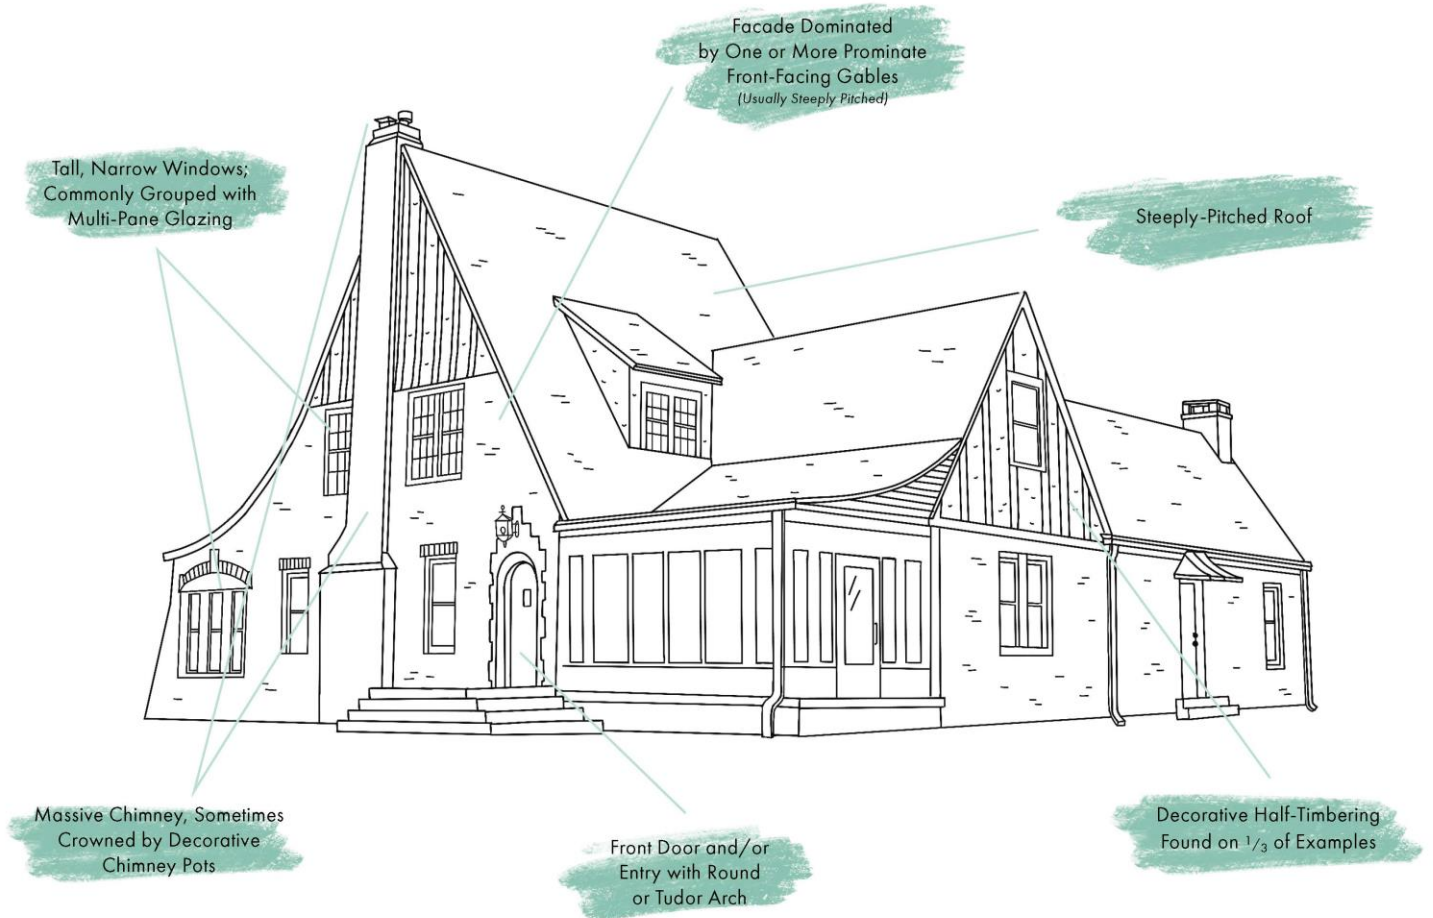 Facade Dominated
by One or More Prominate
Front-Facing Gables
(Usually Steeply Pitched)
Tall, Narrow Windows;
Commonly Grouped with
Multi-Pane Glazing
Steeply-Pitched Roof
Massive Chimney, Sometimes
Crowned by Decorative
Chimney Pots
Front Door and/or
Entry with Round
or Tudor Arch
Decorative Half-Timbering
Found on 1/3 of Examples